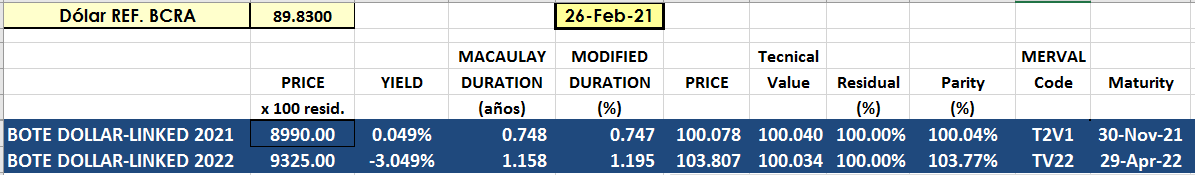 Dólar REF. BCRA 89.8300 26-Feb-21
MACAULAY MODIFIED Tecnical MERVAL
PRICE YIELD DURATION DURATION PRICE Value Residual Parity Code Maturity
x 100 resid. (años) (%) (%) (%)
BOTE DOLLAR-LINKED 2021 8990.00 0.049% 0.748 0.747 100.078 100.040 100.00% 100.04% T2V1 30-Nov-21
BOTE DOLLAR-LINKED 2022 9325.00 -3.049% 1.158 1.195 103.807 100.034 100.00% 103.77% TV22 29-Apr-22